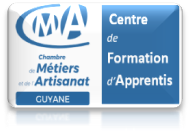 CMA
Chambre
de Métiers
et de l'Artisanat
GUYANE
Centre
de
Formation
d'Apprentis